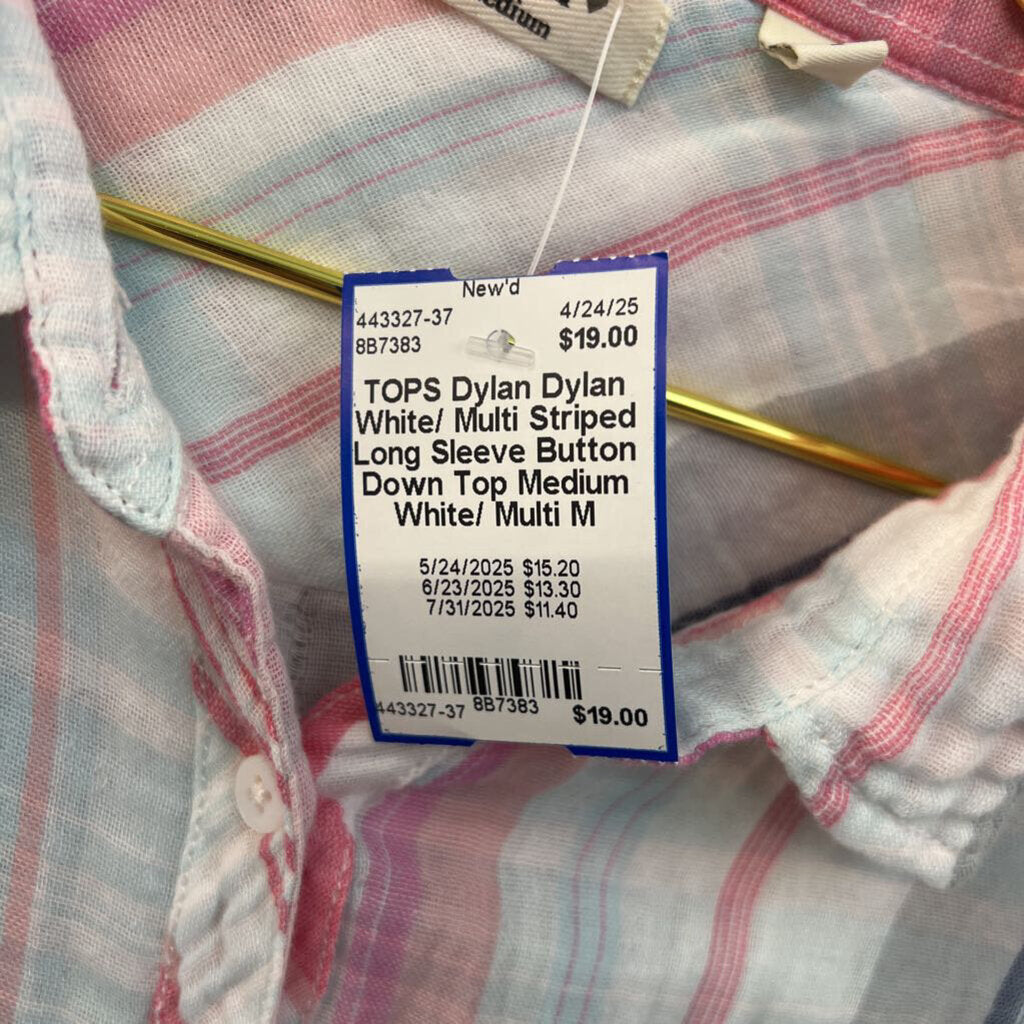 edium
New'd
443327-37 4/24/25
8B7383 $19.00
TOPS Dylan Dylan
White/ Multi Striped
Long Sleeve Button
Down Top Medium
White/ Multi M
5/24/2025 $15.20
6/23/2025 $13.30
7/31/2025 $11.40
443327-37 8B7383 $19.00